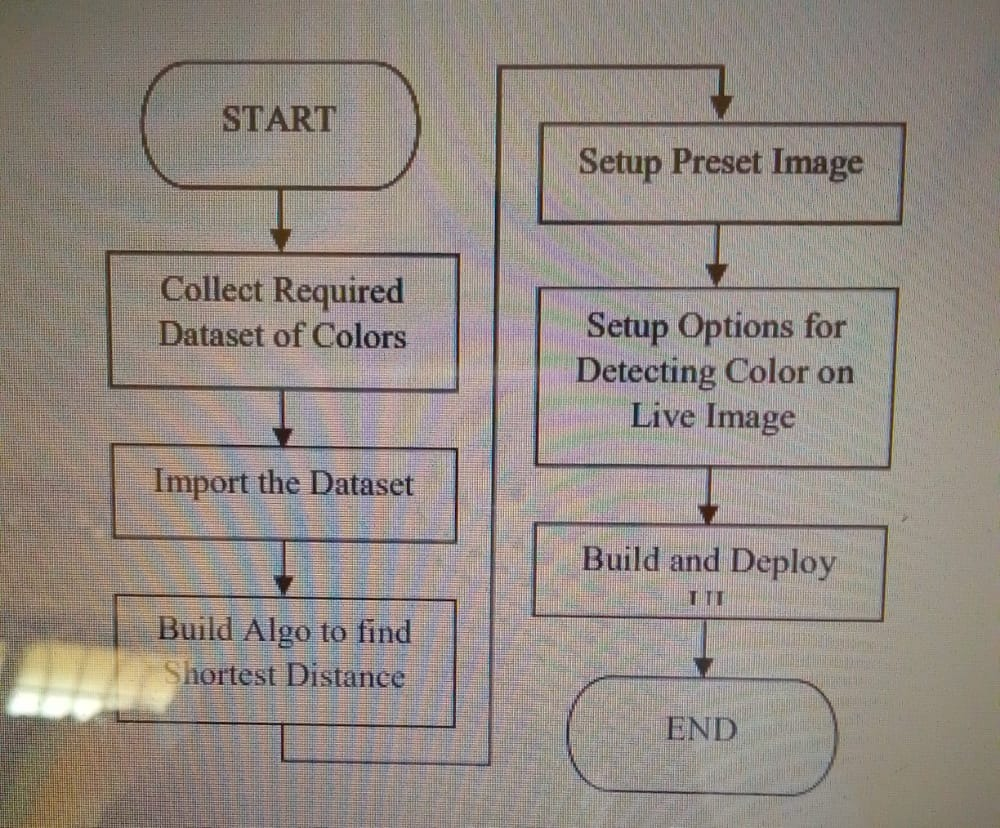 START
Collect Required
Dataset of Colors
Import the Dataset
Build Algo to find
Shortest Distance
Setup Preset Image
Setup Options for
Detecting Color on
Live Image
Build and Deploy
END